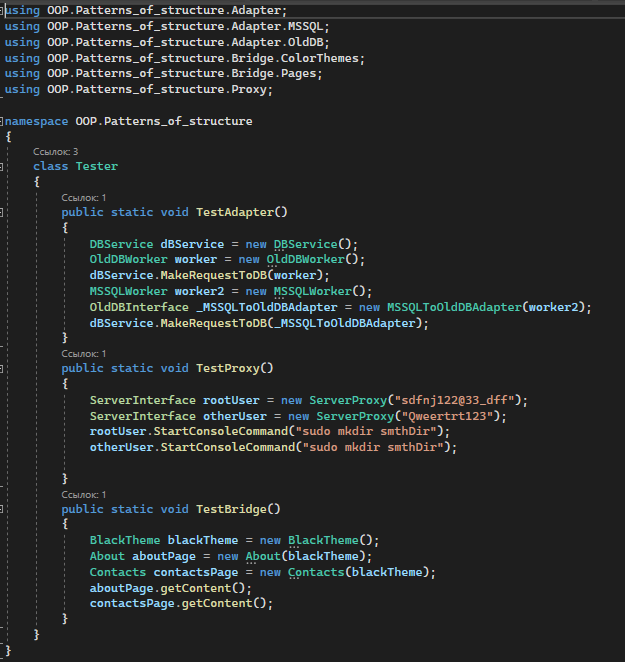 using OOP.Patterns_of_structure.Adapter;
using OOP.Patterns_of_structure.Adapter.MSSQL;
using OOP.Patterns_of_structure.Adapter.OldDB;
using OOP.Patterns_of_structure.Bridge.ColorThemes;
using OOP.Patterns_of_structure.Bridge.Pages;
using OOP.Patterns_of_structure.Proxy;

namespace OOP.Patterns_of_structure
{
Ссылок: 3
class Tester
{
Ссылок: 1
public static void TestAdapter()
{
DBService dBService = new DBService();
OldDBWorker worker = new OldDBWorker();
dBService.MakeRequestToDB(worker);
MSSQLWorker worker2 = new MSSQLWorker();
OldDBInterface _MSSQLToOldDBAdapter = new MSSQLToOldDBAdapter(worker2);
dBService.MakeRequestToDB(_MSSQLToOldDBAdapter);
}
Ссылок: 1
public static void TestProxy()
{
ServerInterface rootUser = new ServerProxy("sdfnj122@33_dff");
ServerInterface otherUser = new ServerProxy("Qweertrt123");
rootUser.StartConsoleCommand("sudo mkdir smthDir");
otherUser.StartConsoleCommand("sudo mkdir smthDir");

}
Ссылок: 1
public static void TestBridge()
{
BlackTheme blackTheme = new BlackTheme();
About aboutPage = new About(blackTheme);
Contacts contactsPage = new Contacts(blackTheme);
aboutPage.getContent();
contactsPage.getContent();
}
}
}